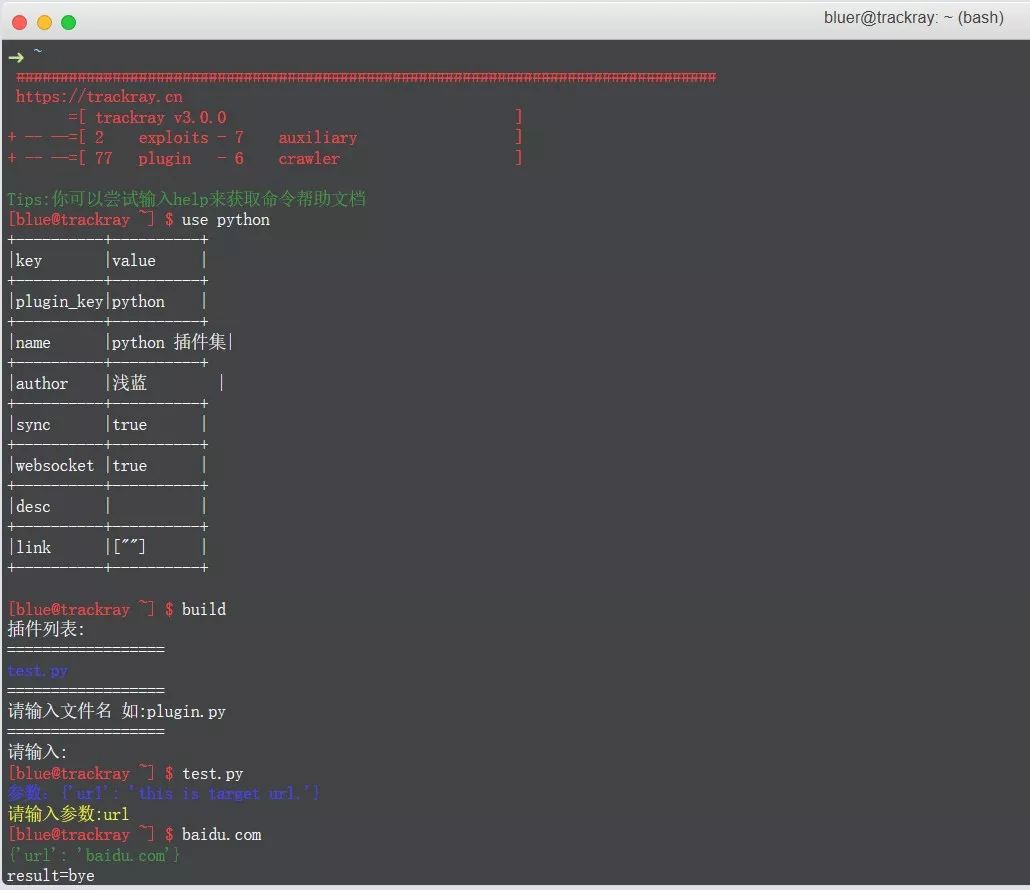 bluer@trackray: ~ (bash)
→ ~
################################################################################
https://trackray.cn
=[ trackray v3.0.0 ]
+ -- --=[ 2 exploits - 7 auxiliary ]
+ -- --=[ 77 plugin - 6 crawler ]
Tips:你可以尝试输入help来获取命令帮助文档
[blue@trackray ~] $ use python
+----------+----------+
|key |value |
+----------+----------+
|plugin_key|python |
+----------+----------+
|name |python 插件集|
+----------+----------+
|author |浅蓝 |
+----------+----------+
|sync |true |
+----------+----------+
|websocket |true |
+----------+----------+
|desc | |
+----------+----------+
|link |[""] |
+----------+----------+
[blue@trackray ~] $ build
插件列表:
==================
test.py
==================
请输入文件名 如:plugin.py
==================
请输入:
[blue@trackray ~] $ test.py
参数: {'url': 'this is target url.'}
请输入参数:url
[blue@trackray ~] $ baidu.com
{'url': 'baidu.com'}
result=bye